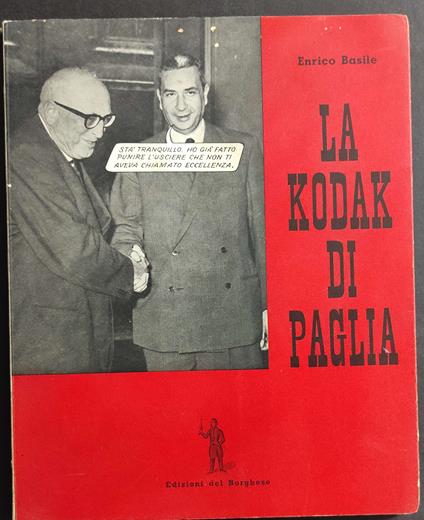 Enrico Basile
LA
KODAK
DI
PAGLIA
STA' TRANQUILLO. HO GIA' FATTO
PUNIRE L'USCIERE CHE NON TI
AVEVA CHIAMATO ECCELLENZA.
Edizioni del Borghese